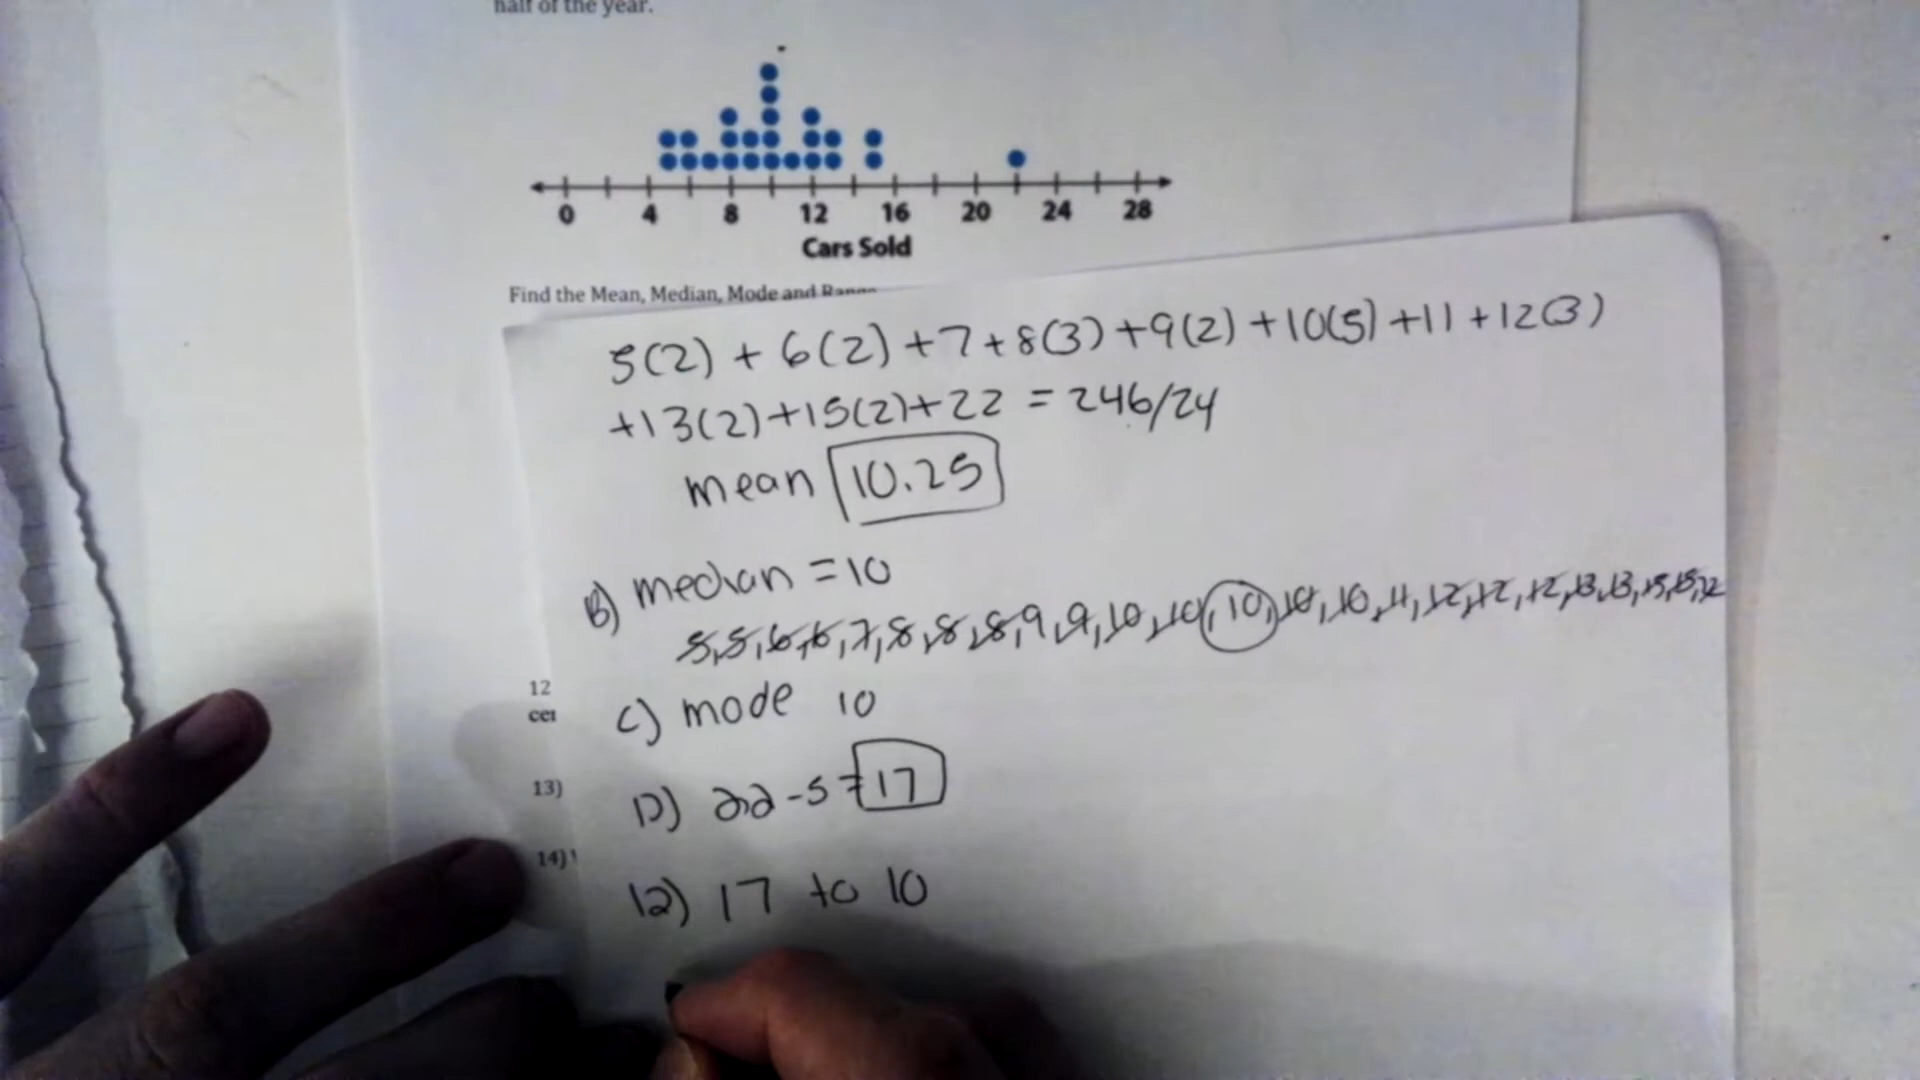 half of the year.
0 4 8 12 16 20 24 28
Cars Sold
Find the Mean, Median, Mode and Range
5(2) + 6(2) +7+8(3)+9(2)+10(5)+11+12(3)
+13(2)+15(2)+22 = 246/24
mean 10.25
B) median = 10
5,5,6,6,7,8,8,8,9,9,10,10,10,10,10,11,12,12,12,13,13,15,15,22
12
C) mode 10
13)
D) 22-5=17
14)
12) 17 to 10